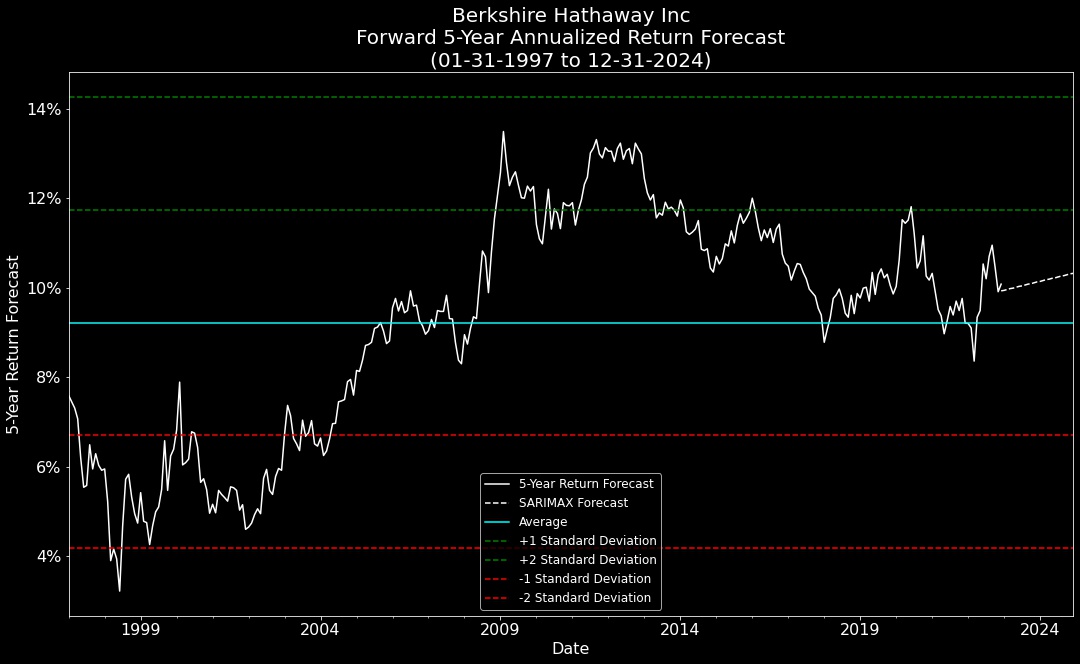 Berkshire Hathaway Inc
Forward 5-Year Annualized Return Forecast
(01-31-1997 to 12-31-2024)
5-Year Return Forecast
14%
12%
10%
8%
6%
4%
5-Year Return Forecast
SARIMAX Forecast
Average
+1 Standard Deviation
+2 Standard Deviation
-1 Standard Deviation
-2 Standard Deviation
1999 2004 2009 2014 2019 2024
Date